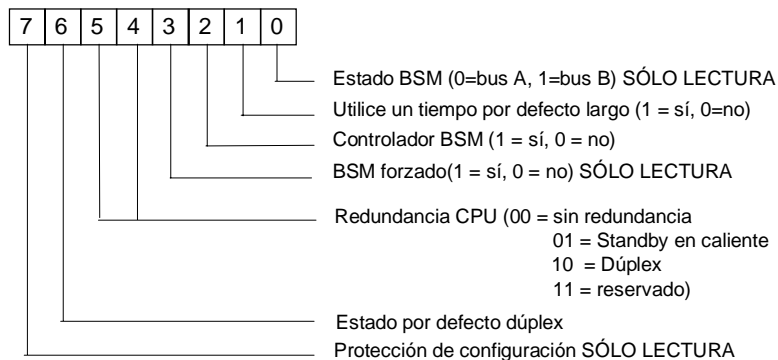 7 6 5 4 3 2 1 0
Estado BSM (0=bus A, 1=bus B) SÓLO LECTURA
Utilice un tiempo por defecto largo (1 = sí, 0=no)
Controlador BSM (1 = sí, 0 = no)
BSM forzado(1 = sí, 0 = no) SÓLO LECTURA
Redundancia CPU (00 = sin redundancia
01 = Standby en caliente
10 = Dúplex
11 = reservado)
Estado por defecto dúplex
Protección de configuración SÓLO LECTURA